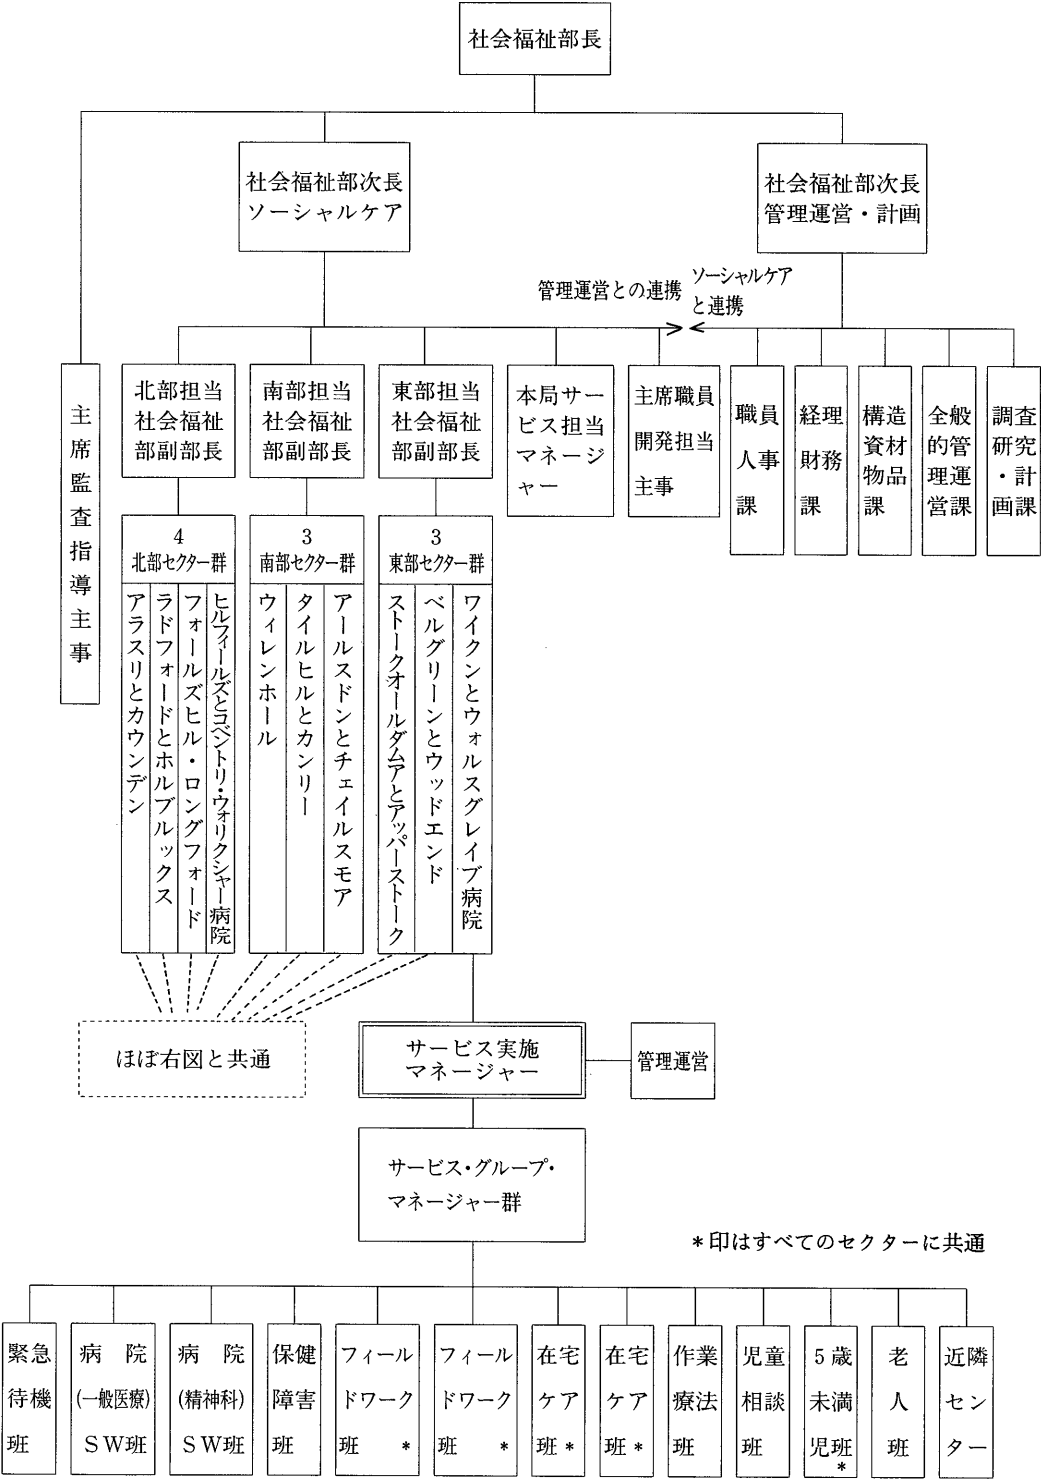 社会福祉部長
社会福祉部次長
ソーシャルケア
社会福祉部次長
管理運営・計画
管理運営との連携
ソーシャルケア
と連携
主席監査指導主事
北部担当
社会福祉
部副部長
南部担当
社会福祉
部副部長
東部担当
社会福祉
部副部長
本局サー
ビス担当
マネージ
ャー
主席職員
開発担当
主事
職員
人事
課
経理
財務
課
構造
資材
物品
課
全般
的管
理運
営課
調査
研究
・計
画課
4
北部セクター群
3
南部セクター群
3
東部セクター群
アラスリとカウンデン
ラドフォードとホルブルックス
フォールズヒル・ロングフォード
ヒルフィールズとコベントリ・ウォリクシャー病院
ウィレンホール
タイルヒルとカンリー
アールスドンとチェイルスモア
ストークオールダムアとアッパーストーク
ベルグリーンとウッドエンド
ワイクンとウォルスグレイブ病院
ほぼ右図と共通
サービス実施
マネージャー
管理運営
サービス・グループ・
マネージャー群
*印はすべてのセクターに共通
緊急
待機
班
病院
(一般医療)
SW班
病院
(精神科)
SW班
保健
障害
班
フィール
ドワーク
班 *
フィール
ドワーク
班 *
在宅
ケア
班*
在宅
ケア
班*
作業
療法
班
児童
相談
班
5歳
未満
児班
*
老
人
班
近隣
セン
ター